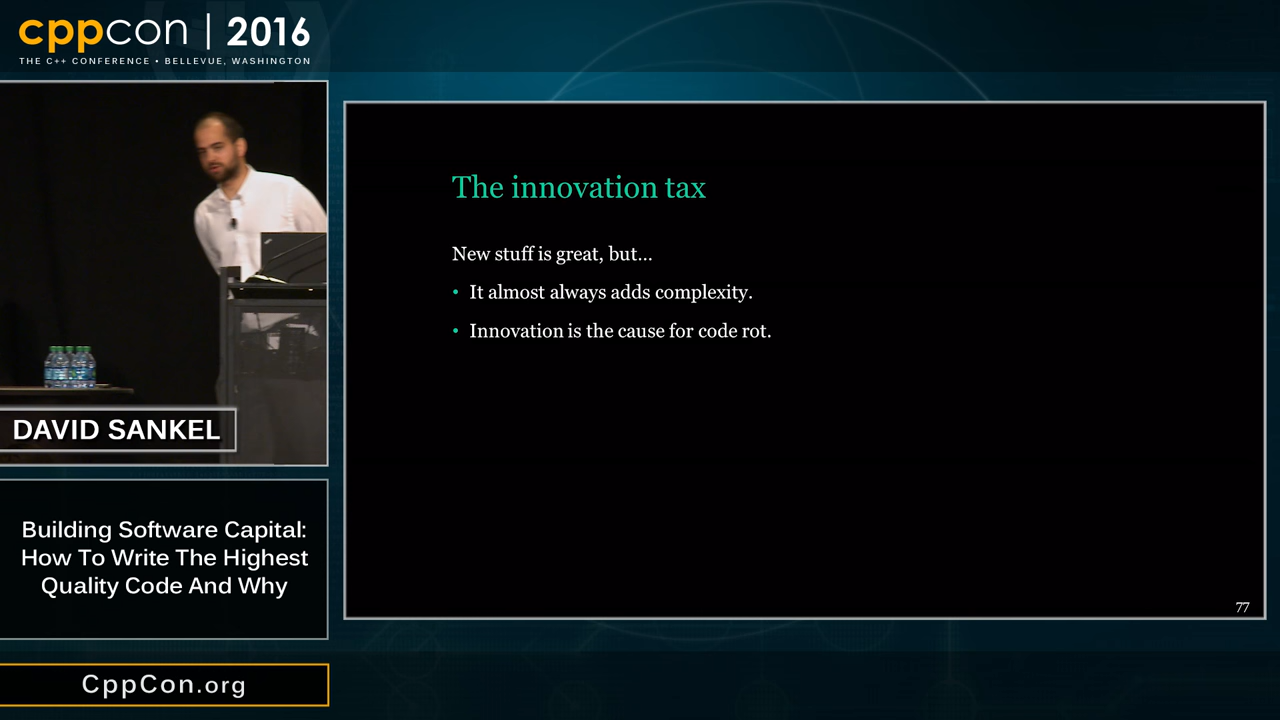 cppcon | 2016
THE C++ CONFERENCE • BELLEVUE, WASHINGTON
DAVID SANKEL
Building Software Capital:
How To Write The Highest
Quality Code And Why
CppCon.org
The innovation tax
New stuff is great, but...
• It almost always adds complexity.
• Innovation is the cause for code rot.
77